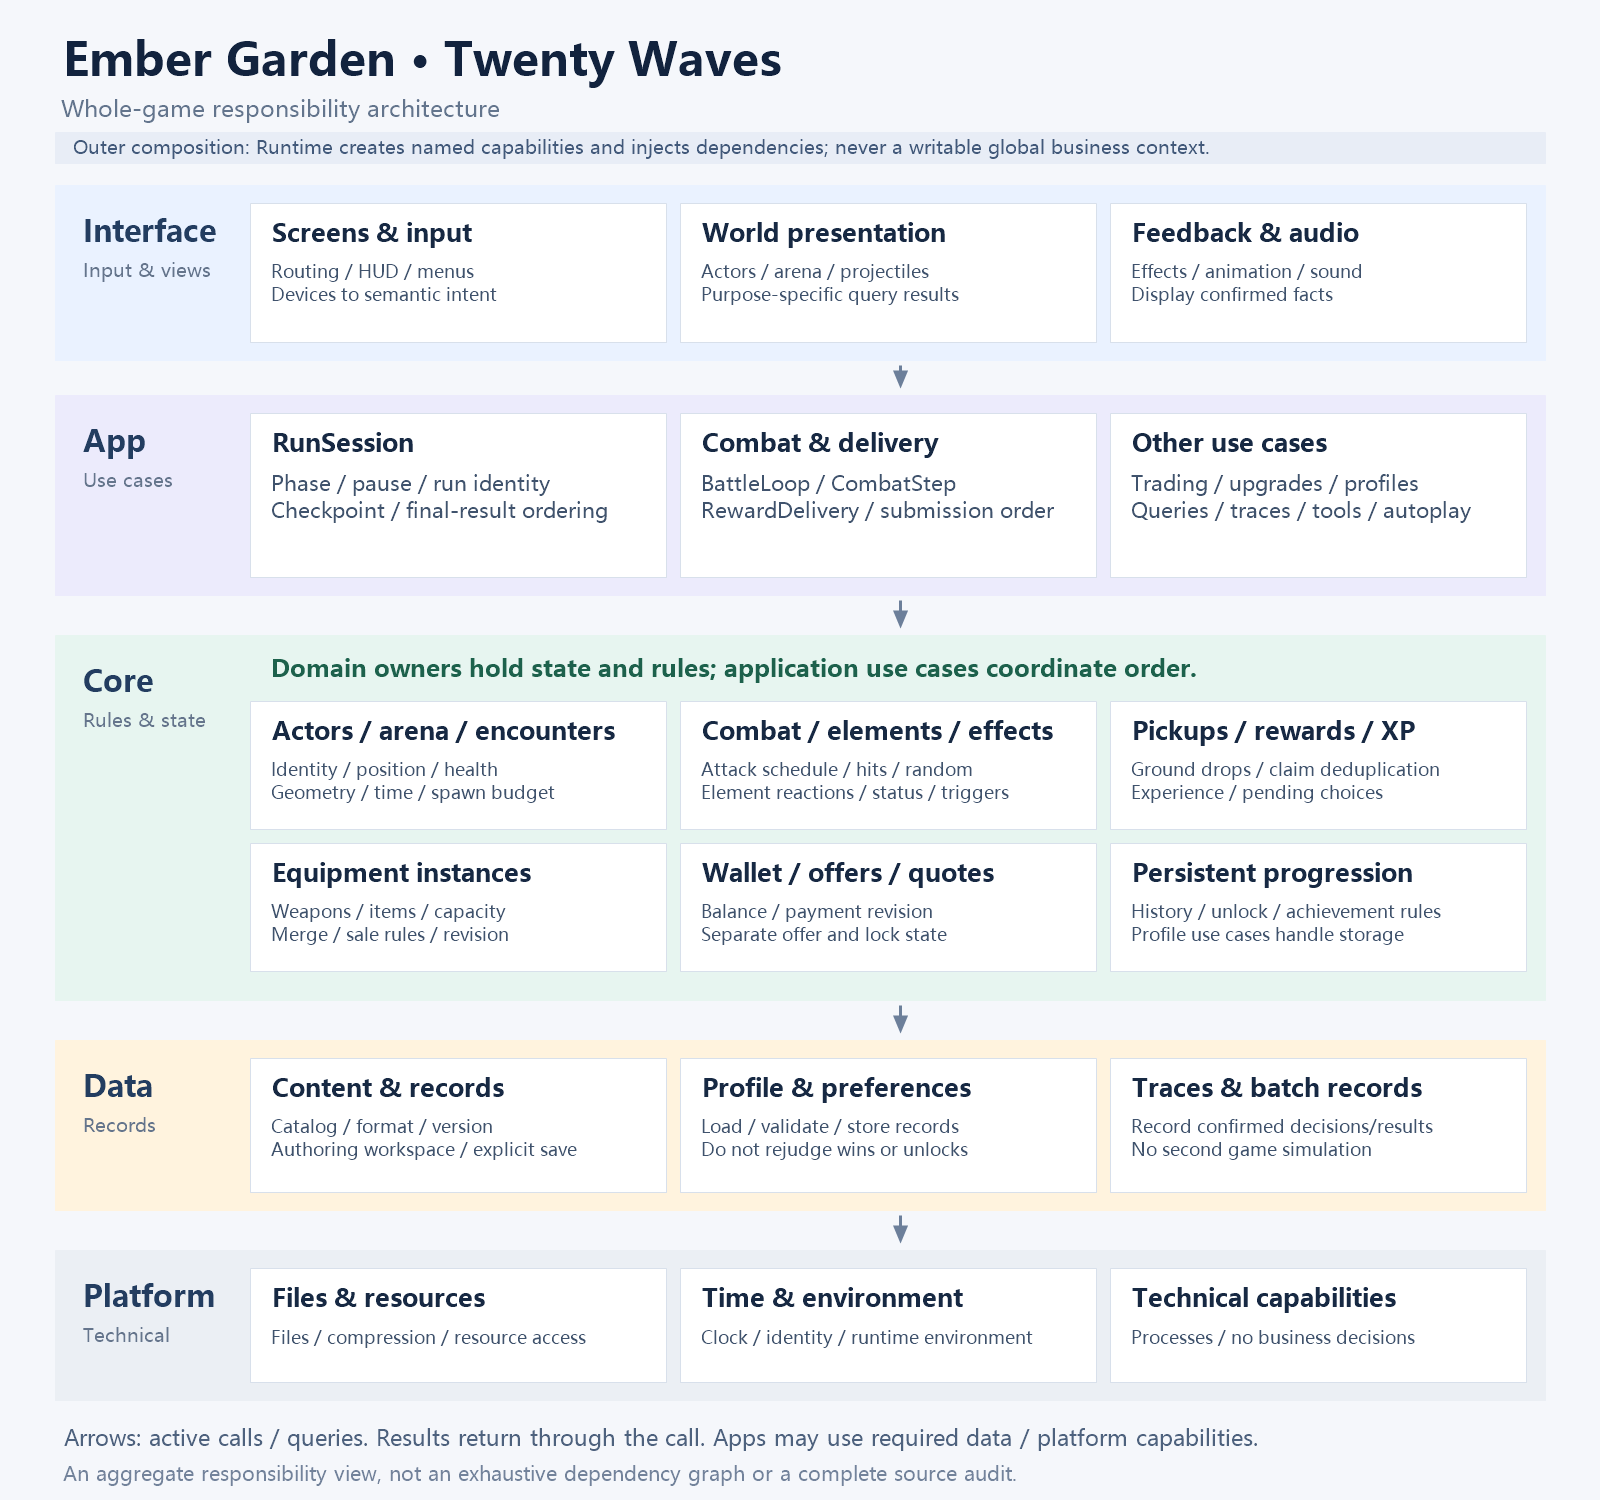 Ember Garden • Twenty Waves
Whole-game responsibility architecture
Outer composition: Runtime creates named capabilities and injects dependencies; never a writable global business context.
Interface
Input & views
Screens & input
Routing / HUD / menus
Devices to semantic intent
World presentation
Actors / arena / projectiles
Purpose-specific query results
Feedback & audio
Effects / animation / sound
Display confirmed facts
App
Use cases
RunSession
Phase / pause / run identity
Checkpoint / final-result ordering
Combat & delivery
BattleLoop / CombatStep
RewardDelivery / submission order
Other use cases
Trading / upgrades / profiles
Queries / traces / tools / autoplay
Core
Rules & state
Domain owners hold state and rules; application use cases coordinate order.
Actors / arena / encounters
Identity / position / health
Geometry / time / spawn budget
Combat / elements / effects
Attack schedule / hits / random
Element reactions / status / triggers
Pickups / rewards / XP
Ground drops / claim deduplication
Experience / pending choices
Equipment instances
Weapons / items / capacity
Merge / sale rules / revision
Wallet / offers / quotes
Balance / payment revision
Separate offer and lock state
Persistent progression
History / unlock / achievement rules
Profile use cases handle storage
Data
Records
Content & records
Catalog / format / version
Authoring workspace / explicit save
Profile & preferences
Load / validate / store records
Do not rejudge wins or unlocks
Traces & batch records
Record confirmed decisions/results
No second game simulation
Platform
Technical
Files & resources
Files / compression / resource access
Time & environment
Clock / identity / runtime environment
Technical capabilities
Processes / no business decisions
Arrows: active calls / queries. Results return through the call. Apps may use required data / platform capabilities.
An aggregate responsibility view, not an exhaustive dependency graph or a complete source audit.